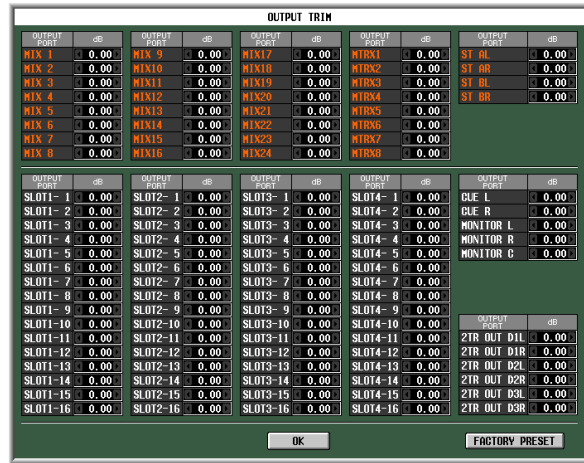 OUTPUT TRIM
OUTPUT PORT dB OUTPUT PORT dB OUTPUT PORT dB OUTPUT PORT dB OUTPUT PORT dB
MIX 1 0.00 MIX 9 0.00 MIX17 0.00 MTRX1 0.00 ST AL 0.00
MIX 2 0.00 MIX10 0.00 MIX18 0.00 MTRX2 0.00 ST AR 0.00
MIX 3 0.00 MIX11 0.00 MIX19 0.00 MTRX3 0.00 ST BL 0.00
MIX 4 0.00 MIX12 0.00 MIX20 0.00 MTRX4 0.00 ST BR 0.00
MIX 5 0.00 MIX13 0.00 MIX21 0.00 MTRX5 0.00
MIX 6 0.00 MIX14 0.00 MIX22 0.00 MTRX6 0.00
MIX 7 0.00 MIX15 0.00 MIX23 0.00 MTRX7 0.00
MIX 8 0.00 MIX16 0.00 MIX24 0.00 MTRX8 0.00
OUTPUT PORT dB OUTPUT PORT dB OUTPUT PORT dB OUTPUT PORT dB OUTPUT PORT dB
SLOT1- 1 0.00 SLOT2- 1 0.00 SLOT3- 1 0.00 SLOT4- 1 0.00 CUE L 0.00
SLOT1- 2 0.00 SLOT2- 2 0.00 SLOT3- 2 0.00 SLOT4- 2 0.00 CUE R 0.00
SLOT1- 3 0.00 SLOT2- 3 0.00 SLOT3- 3 0.00 SLOT4- 3 0.00 MONITOR L 0.00
SLOT1- 4 0.00 SLOT2- 4 0.00 SLOT3- 4 0.00 SLOT4- 4 0.00 MONITOR R 0.00
SLOT1- 5 0.00 SLOT2- 5 0.00 SLOT3- 5 0.00 SLOT4- 5 0.00 MONITOR C 0.00
SLOT1- 6 0.00 SLOT2- 6 0.00 SLOT3- 6 0.00 SLOT4- 6 0.00
SLOT1- 7 0.00 SLOT2- 7 0.00 SLOT3- 7 0.00 SLOT4- 7 0.00
SLOT1- 8 0.00 SLOT2- 8 0.00 SLOT3- 8 0.00 SLOT4- 8 0.00
SLOT1- 9 0.00 SLOT2- 9 0.00 SLOT3- 9 0.00 SLOT4- 9 0.00
SLOT1-10 0.00 SLOT2-10 0.00 SLOT3-10 0.00 SLOT4-10 0.00 OUTPUT PORT dB
SLOT1-11 0.00 SLOT2-11 0.00 SLOT3-11 0.00 SLOT4-11 0.00 2TR OUT D1L 0.00
SLOT1-12 0.00 SLOT2-12 0.00 SLOT3-12 0.00 SLOT4-12 0.00 2TR OUT D1R 0.00
SLOT1-13 0.00 SLOT2-13 0.00 SLOT3-13 0.00 SLOT4-13 0.00 2TR OUT D2L 0.00
SLOT1-14 0.00 SLOT2-14 0.00 SLOT3-14 0.00 SLOT4-14 0.00 2TR OUT D2R 0.00
SLOT1-15 0.00 SLOT2-15 0.00 SLOT3-15 0.00 SLOT4-15 0.00 2TR OUT D3L 0.00
SLOT1-16 0.00 SLOT2-16 0.00 SLOT3-16 0.00 SLOT4-16 0.00 2TR OUT D3R 0.00
OK FACTORY PRESET